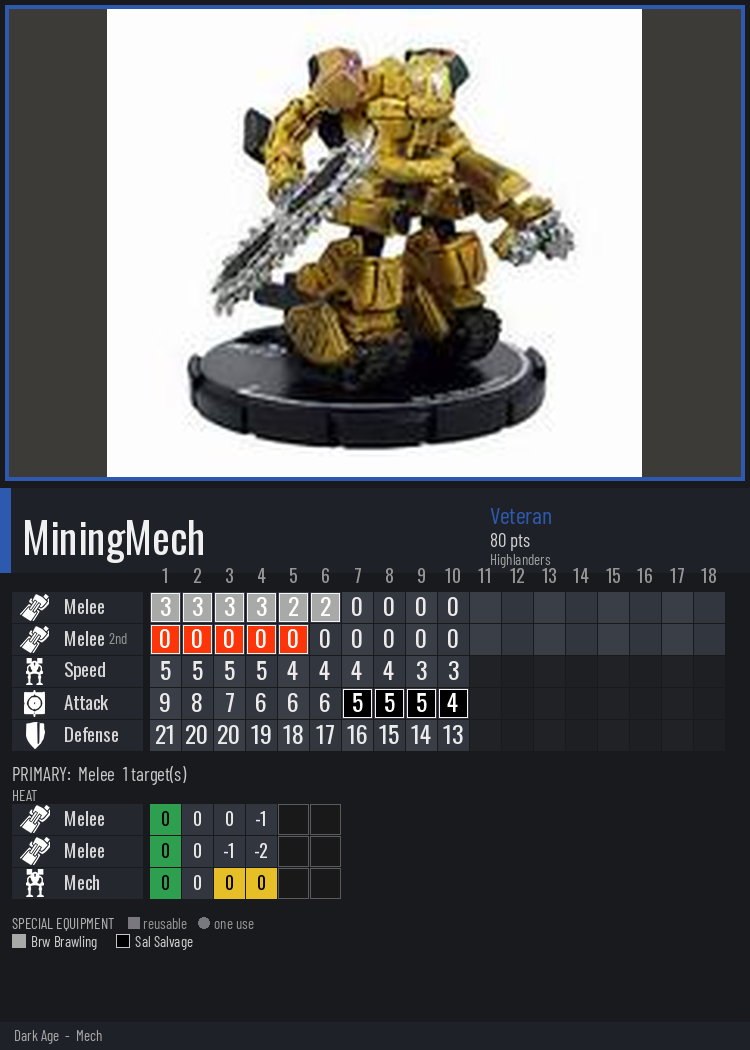 MiningMech
Veteran
80 pts
Highlanders
1 2 3 4 5 6 7 8 9 10 11 12 13 14 15 16 17 18
Melee 3 3 3 3 2 2 0 0 0 0
Melee 2nd 0 0 0 0 0 0 0 0 0 0
Speed 5 5 5 5 4 4 4 4 3 3
Attack 9 8 7 6 6 6 5 5 5 4
Defense 21 20 20 19 18 17 16 15 14 13
PRIMARY: Melee 1 target(s)
HEAT
Melee 0 0 0 -1
Melee 0 0 -1 -2
Mech 0 0 0 0
SPECIAL EQUIPMENT reusable one use
Brw Brawling Sal Salvage
Dark Age - Mech